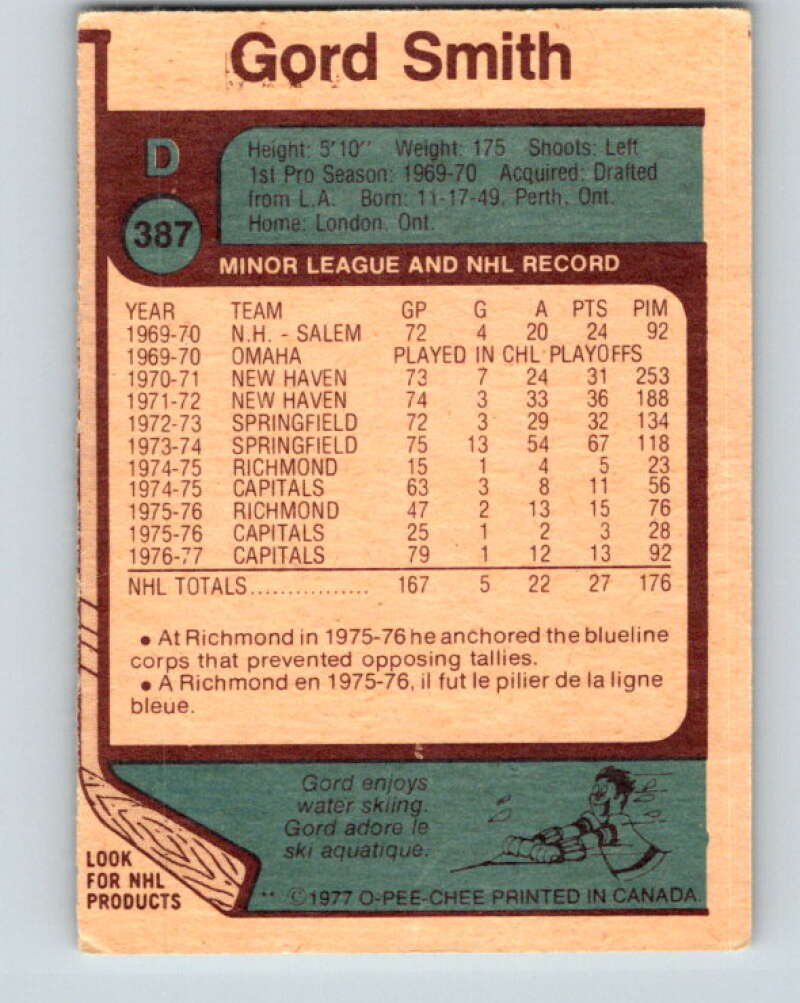 Gord Smith
D
387
Height: 5'10" Weight: 175 Shoots: Left
1st Pro Season: 1969-70 Acquired: Drafted
from L.A. Born: 11-17-49, Perth, Ont.
Home: London, Ont.
MINOR LEAGUE AND NHL RECORD
YEAR TEAM GP G A PTS PIM
1969-70 N.H. - SALEM 72 4 20 24 92
1969-70 OMAHA PLAYED IN CHL PLAYOFFS
1970-71 NEW HAVEN 73 7 24 31 253
1971-72 NEW HAVEN 74 3 33 36 188
1972-73 SPRINGFIELD 72 3 29 32 134
1973-74 SPRINGFIELD 75 13 54 67 118
1974-75 RICHMOND 15 1 4 5 23
1974-75 CAPITALS 63 3 8 11 56
1975-76 RICHMOND 47 2 13 15 76
1975-76 CAPITALS 25 1 2 3 28
1976-77 CAPITALS 79 1 12 13 92
NHL TOTALS................ 167 5 22 27 176
• At Richmond in 1975-76 he anchored the blueline
corps that prevented opposing tallies.
• A Richmond en 1975-76, il fut le pilier de la ligne
bleue.
Gord enjoys
water skiing.
Gord adore le
ski aquatique.
LOOK
FOR NHL
PRODUCTS
** ©1977 O-PEE-CHEE PRINTED IN CANADA.